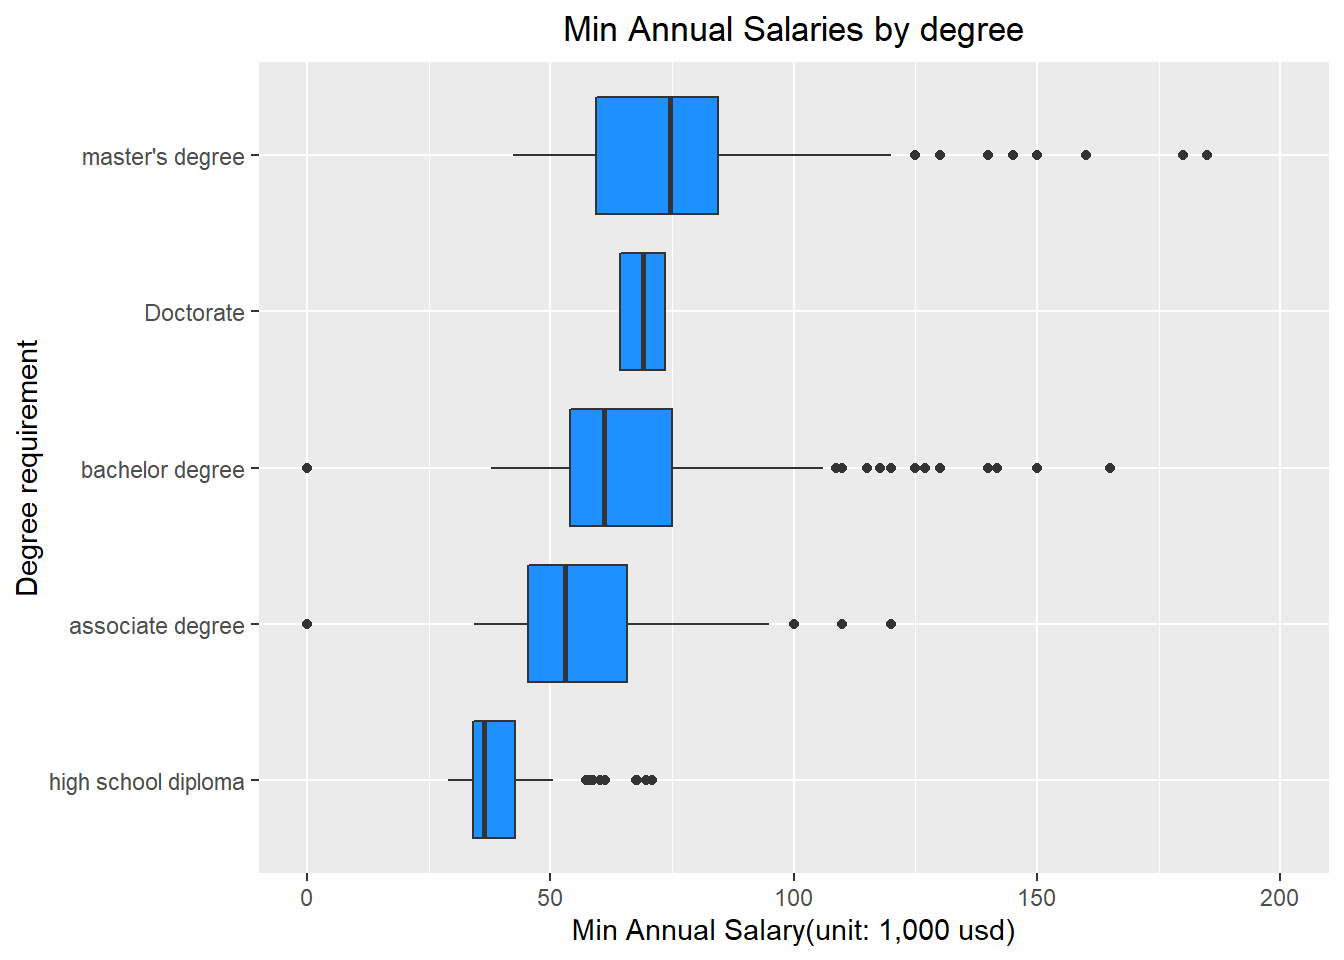 Min Annual Salaries by degree
Degree requirement
master's degree
Doctorate
bachelor degree
associate degree
high school diploma
0 50 100 150 200
Min Annual Salary(unit: 1,000 usd)